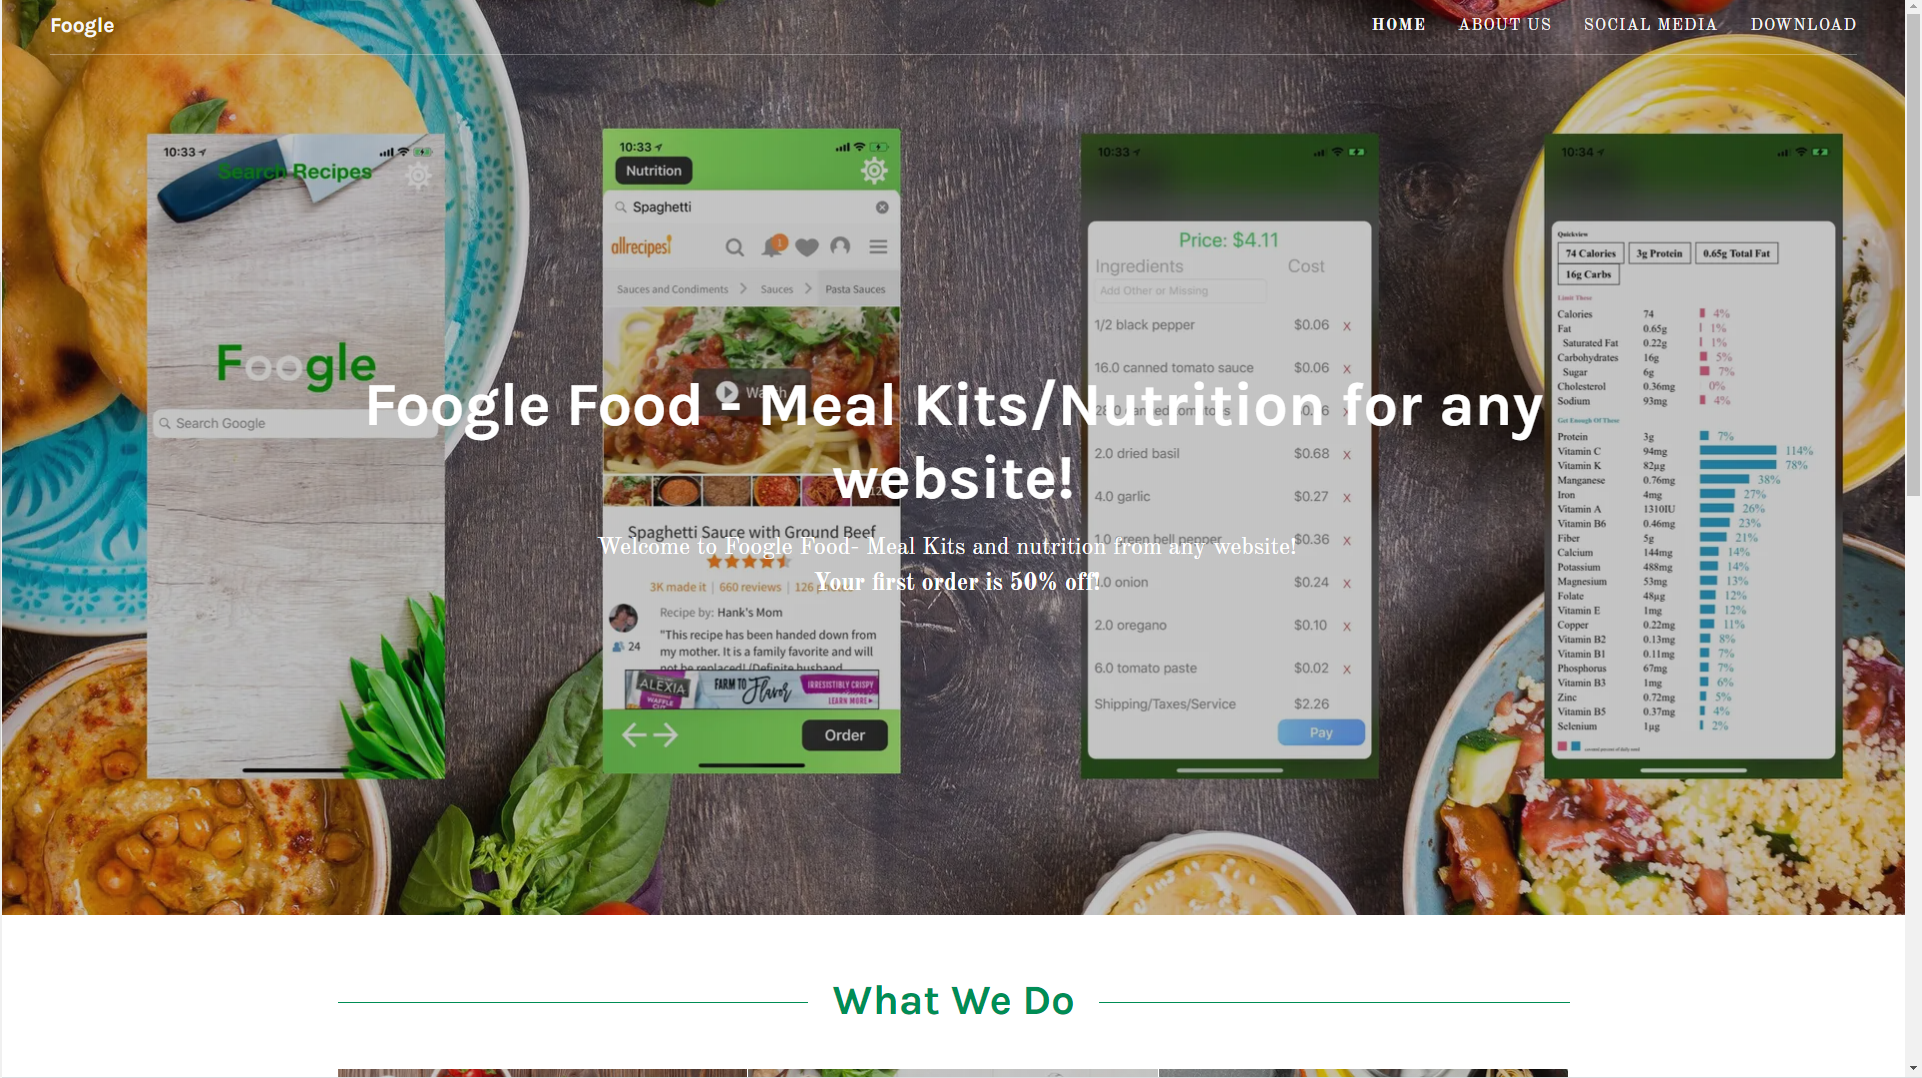 Foogle
HOME ABOUT US SOCIAL MEDIA DOWNLOAD
10:33
Search Recipes
Foogle
Search Google
10:33
Nutrition
Spaghetti
allrecipes 1
Sauces and Condiments > Sauces > Pasta Sauces
Watch
Spaghetti Sauce with Ground Beef
3K made it | 660 reviews | 126
Recipe by: Hank's Mom
24
"This recipe has been handed down from
my mother. It is a family favorite and will
not be replaced! (Definite husband
ALEXIA
WAFFLE
CUT
FARM TO Flavor
IRRESISTIBLY CRISPY
LEARN MORE
Order
10:33
Price: $4.11
Ingredients Cost
Add Other or Missing
1/2 black pepper $0.06 x
16.0 canned tomato sauce $0.06 x
28.0 canned tomatoes x
2.0 dried basil $0.68 x
4.0 garlic $0.27 x
1.0 green bell pepper $0.36 x
1.0 onion $0.24 x
2.0 oregano $0.10 x
6.0 tomato paste $0.02 x
Shipping/Taxes/Service $2.26
Pay
10:34
Quickview
74 Calories 3g Protein 0.65g Total Fat
16g Carbs
Limit These
Calories 74 4%
Fat 0.65g 1%
Saturated Fat 0.22g 1%
Carbohydrates 16g 5%
Sugar 6g 7%
Cholesterol 0.36mg 0%
Sodium 93mg 4%
Get Enough Of These
Protein 3g 7%
Vitamin C 94mg 114%
Vitamin K 82µg 78%
Manganese 0.76mg 38%
Iron 4mg 27%
Vitamin A 1310IU 26%
Vitamin B6 0.46mg 23%
Fiber 5g 21%
Calcium 144mg 14%
Potassium 488mg 14%
Magnesium 53mg 13%
Folate 48µg 12%
Vitamin E 1mg 12%
Copper 0.22mg 11%
Vitamin B2 0.13mg 8%
Vitamin B1 0.11mg 7%
Phosphorus 67mg 7%
Vitamin B3 1mg 6%
Zinc 0.72mg 5%
Vitamin B5 0.37mg 4%
Selenium 1µg 2%
covered percent of daily need
Foogle Food - Meal Kits/Nutrition for any
website!
Welcome to Foogle Food- Meal Kits and nutrition from any website!
Your first order is 50% off!
What We Do